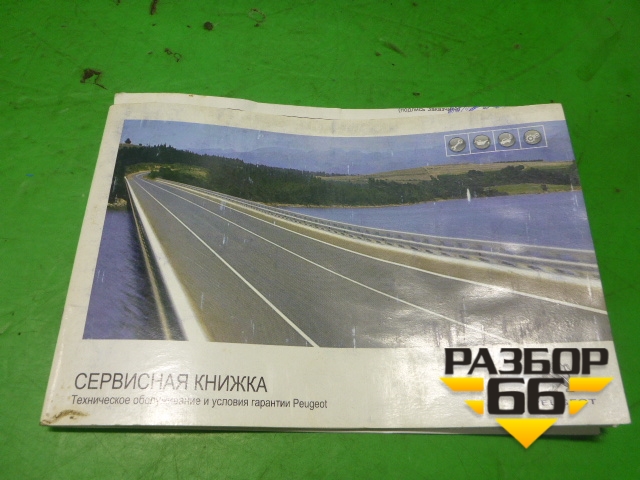 СЕРВИСНАЯ КНИЖКА
Техническое обслуживание и условия гарантии Peugeot
РАЗБОР
66